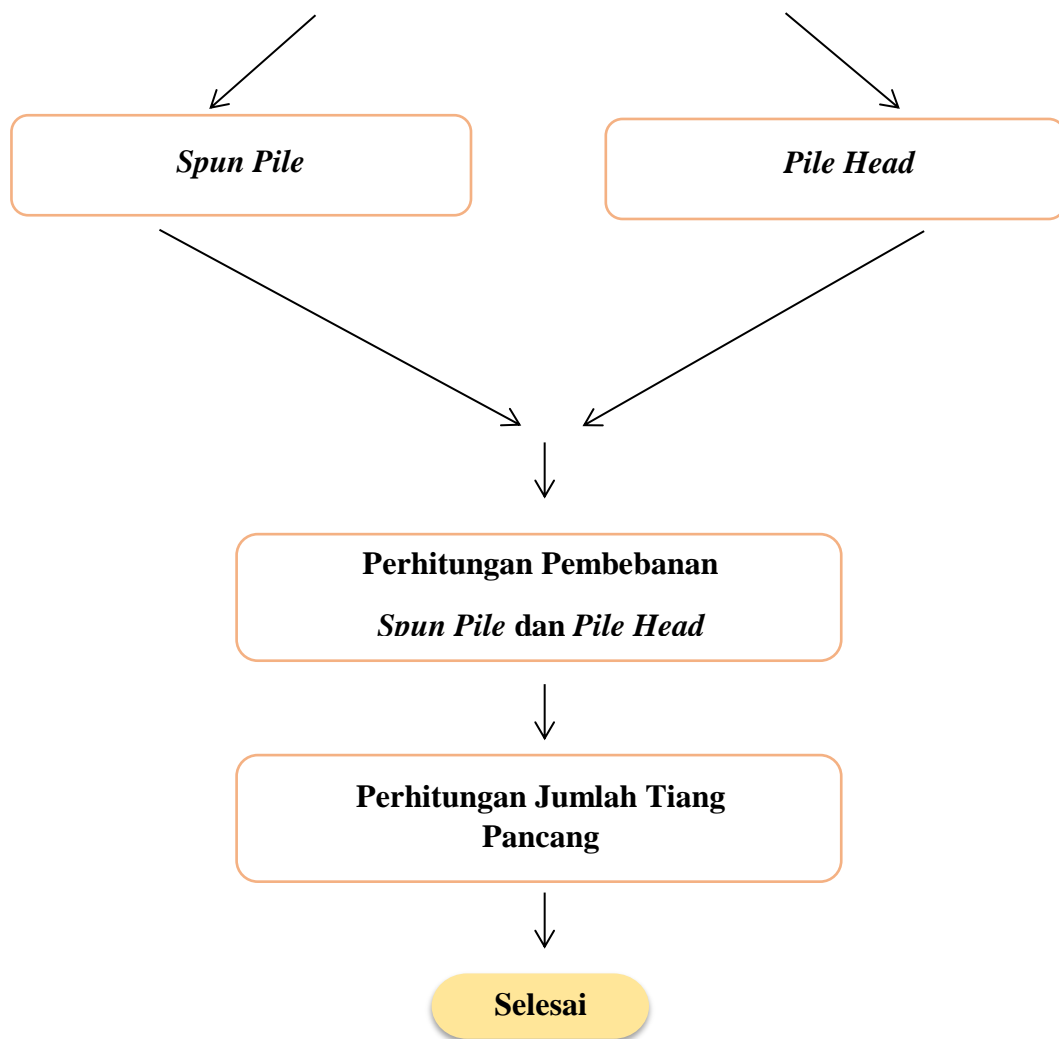 Spun Pile
Pile Head
Perhitungan Pembebanan
Spun Pile dan Pile Head
Perhitungan Jumlah Tiang
Pancang
Selesai